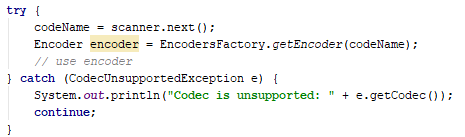 try {
    codeName = scanner.next();
    Encoder encoder = EncodersFactory.getEncoder(codeName);
    // use encoder
} catch (CodecUnsupportedException e) {
    System.out.println("Codec is unsupported: " + e.getCodec());
    continue;
}